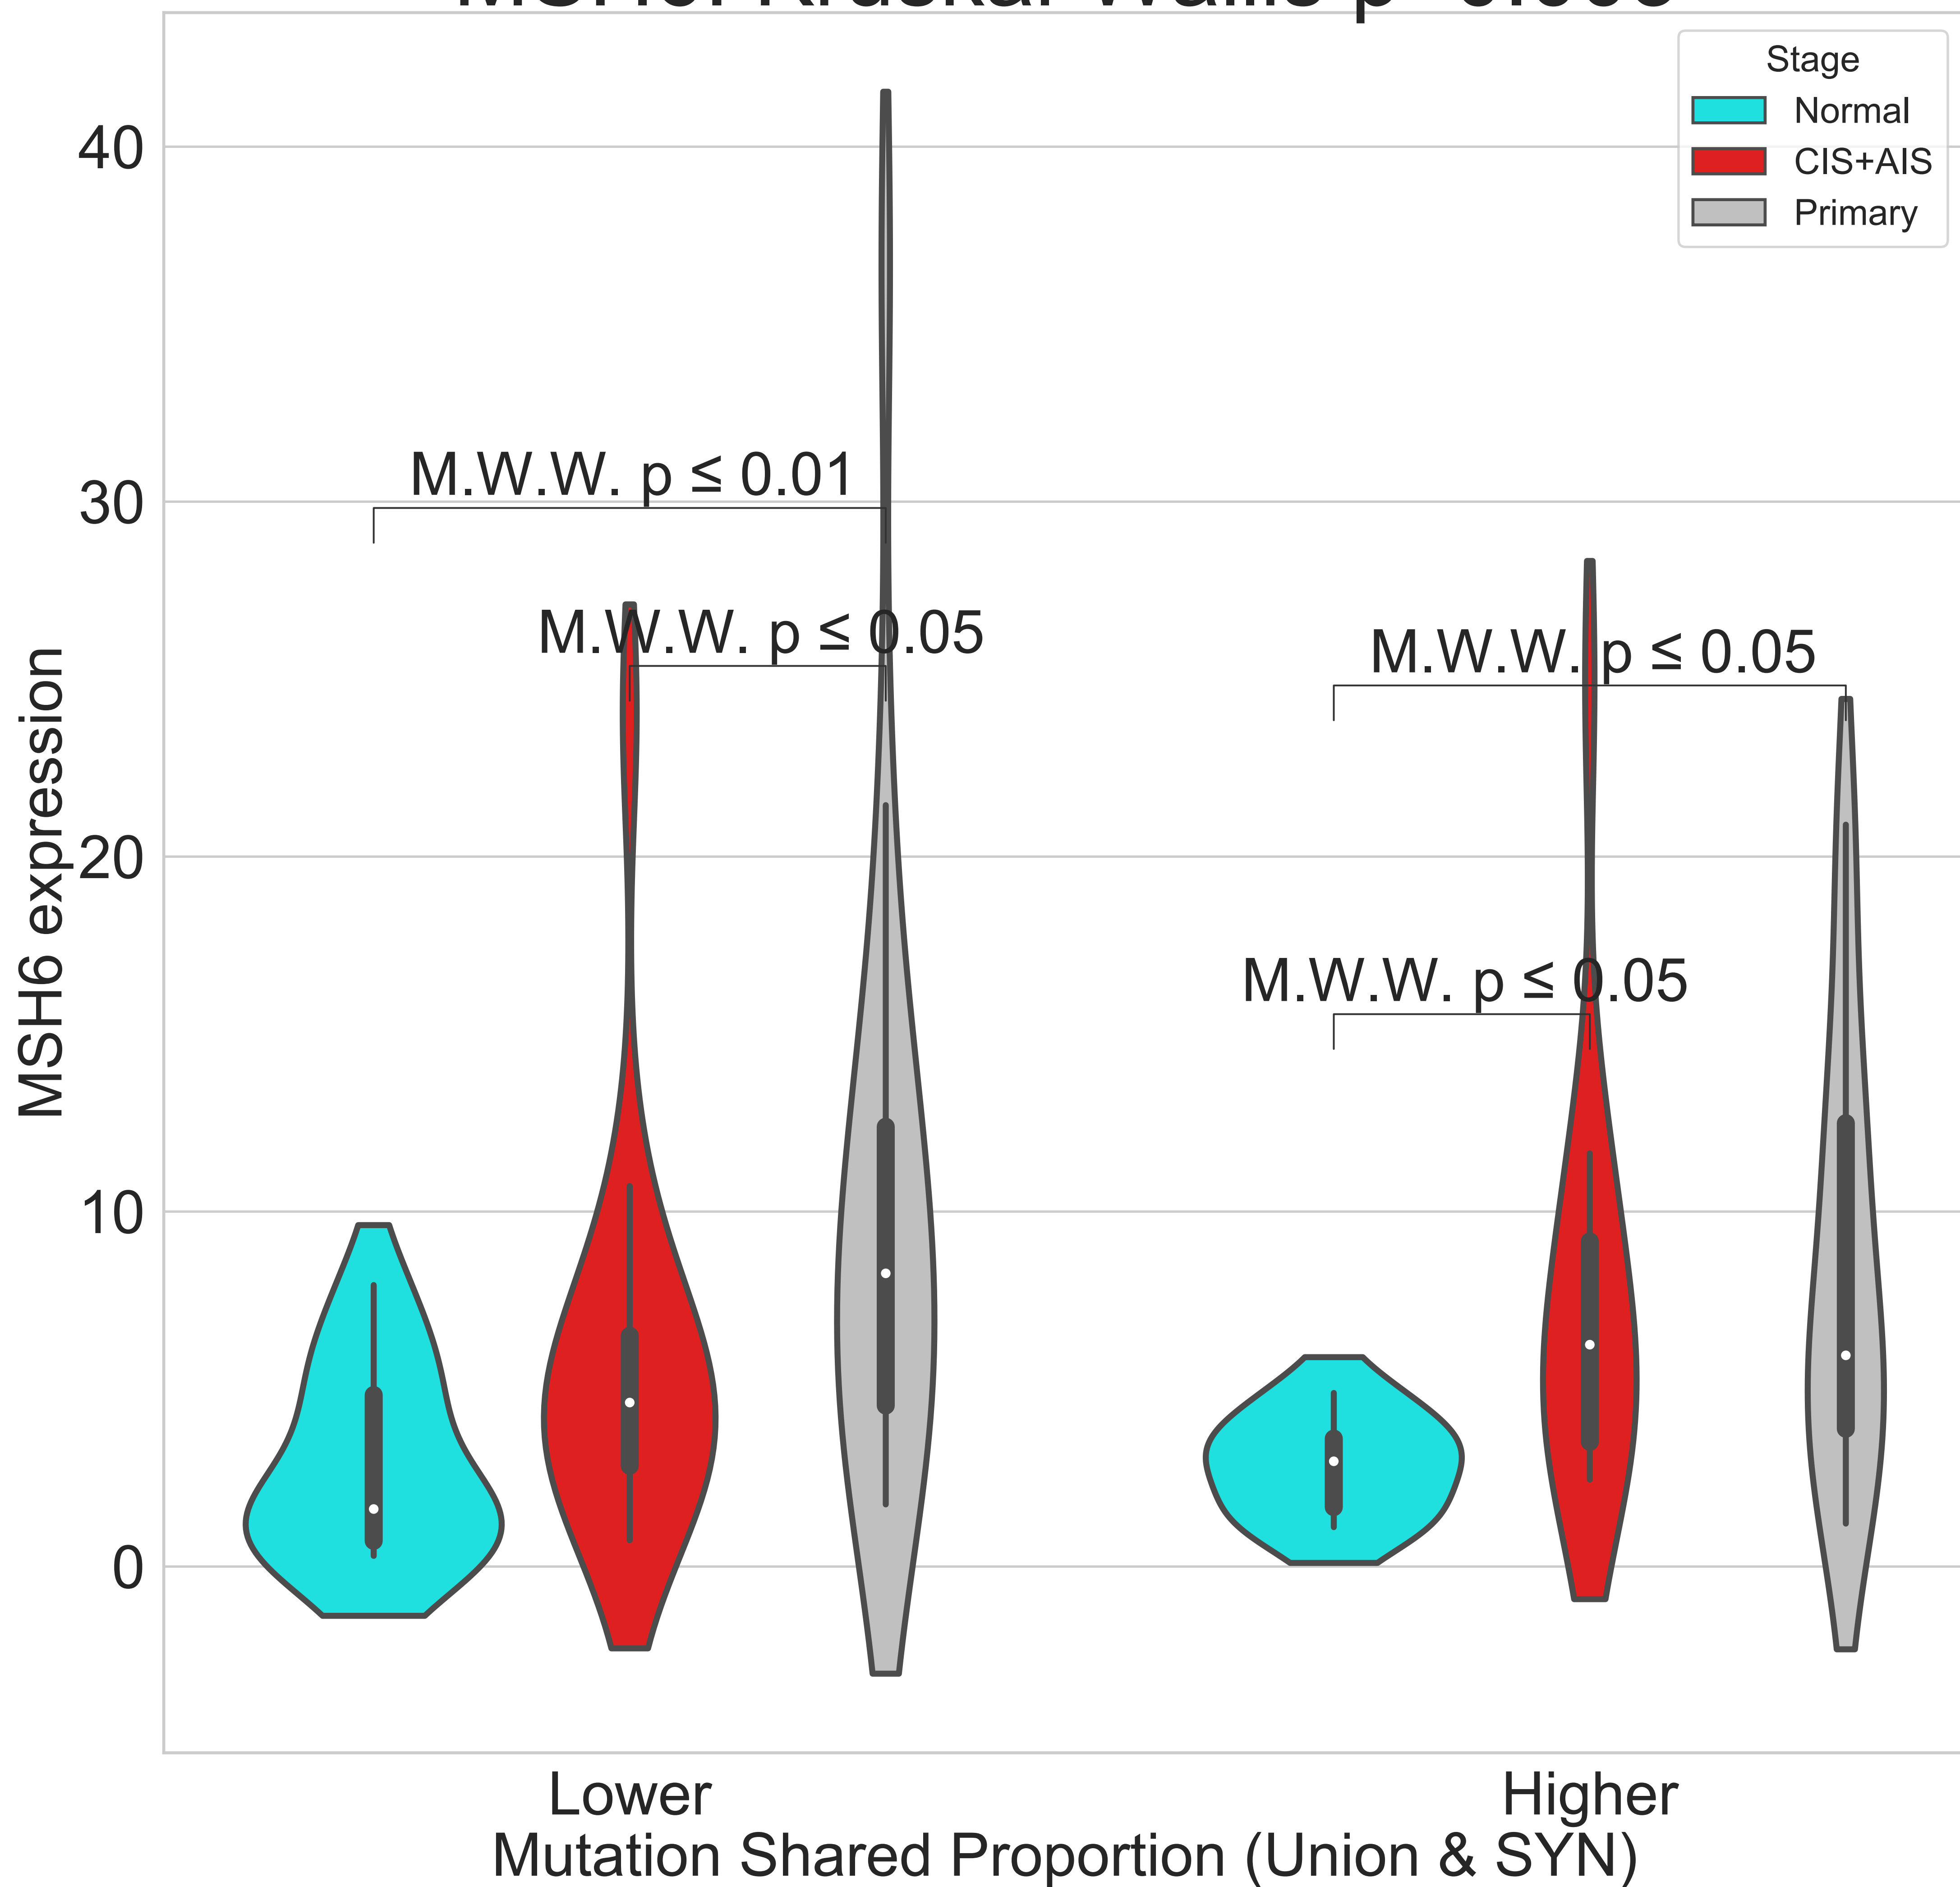 Stage
Normal
CIS+AIS
Primary
40
30
20
10
0
MSH6 expression
M.W.W. p ≤ 0.01
M.W.W. p ≤ 0.05
M.W.W. p ≤ 0.05
M.W.W. p ≤ 0.05
Lower
Higher
Mutation Shared Proportion (Union & SYN)